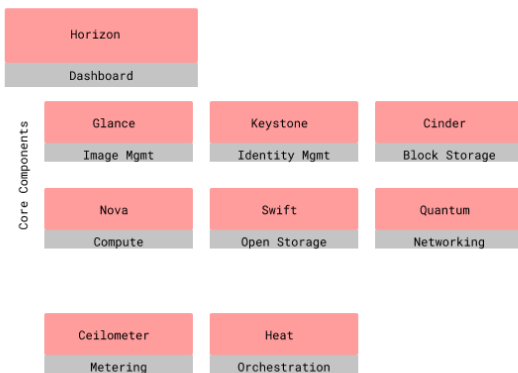 Horizon
Dashboard
Core Components
Glance
Image Mgmt
Keystone
Identity Mgmt
Cinder
Block Storage
Nova
Compute
Swift
Open Storage
Quantum
Networking
Ceilometer
Metering
Heat
Orchestration